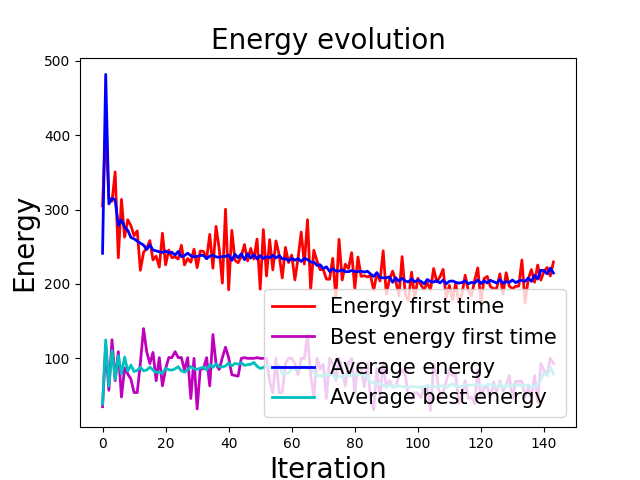 Energy evolution
Energy
500
400
300
200
100
0
20
40
60
80
100
120
140
Iteration
Energy first time
Best energy first time
Average energy
Average best energy